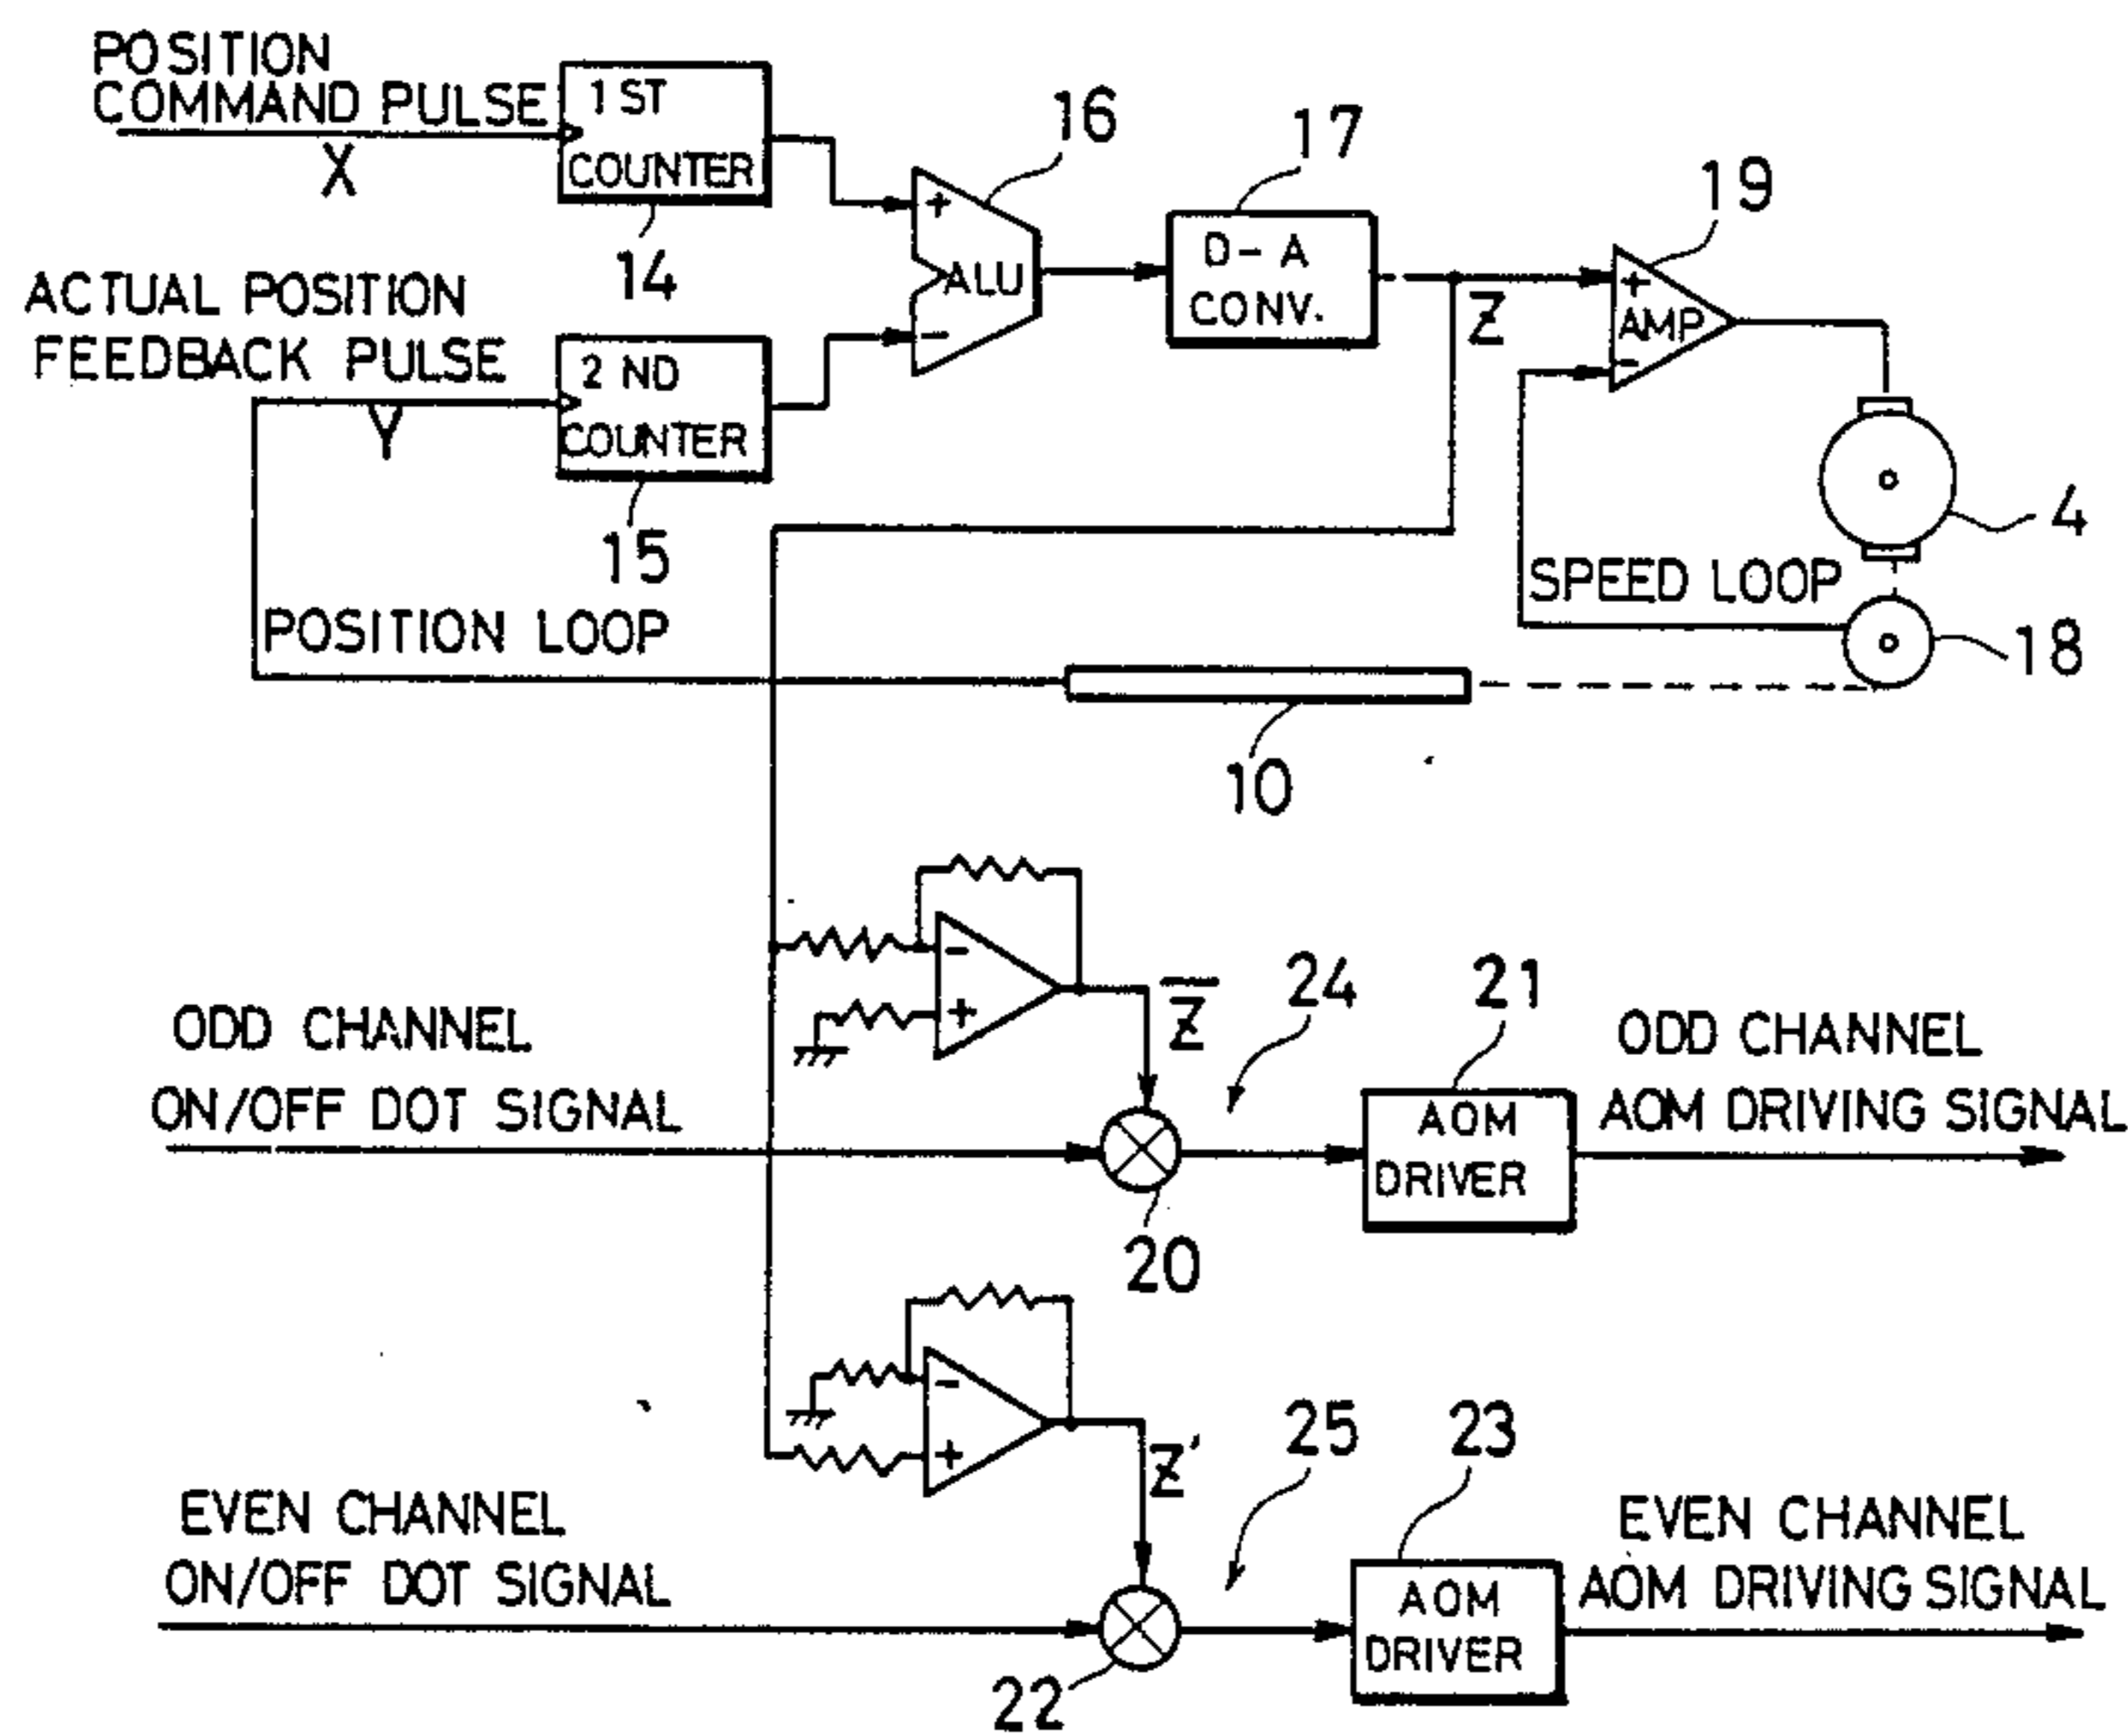 POSITION
COMMAND PULSE
X
1 ST
COUNTER
14
16
+
-
ALU
17
D - A
CONV.
Z
19
+
AMP
-
4
ACTUAL POSITION
FEEDBACK PULSE
Y
2 ND
COUNTER
15
POSITION LOOP
SPEED LOOP
18
10
-
+
Z̅
24
21
ODD CHANNEL
ON/OFF DOT SIGNAL
20
AOM
DRIVER
ODD CHANNEL
AOM DRIVING SIGNAL
-
+
Z'
25
23
EVEN CHANNEL
ON/OFF DOT SIGNAL
22
AOM
DRIVER
EVEN CHANNEL
AOM DRIVING SIGNAL